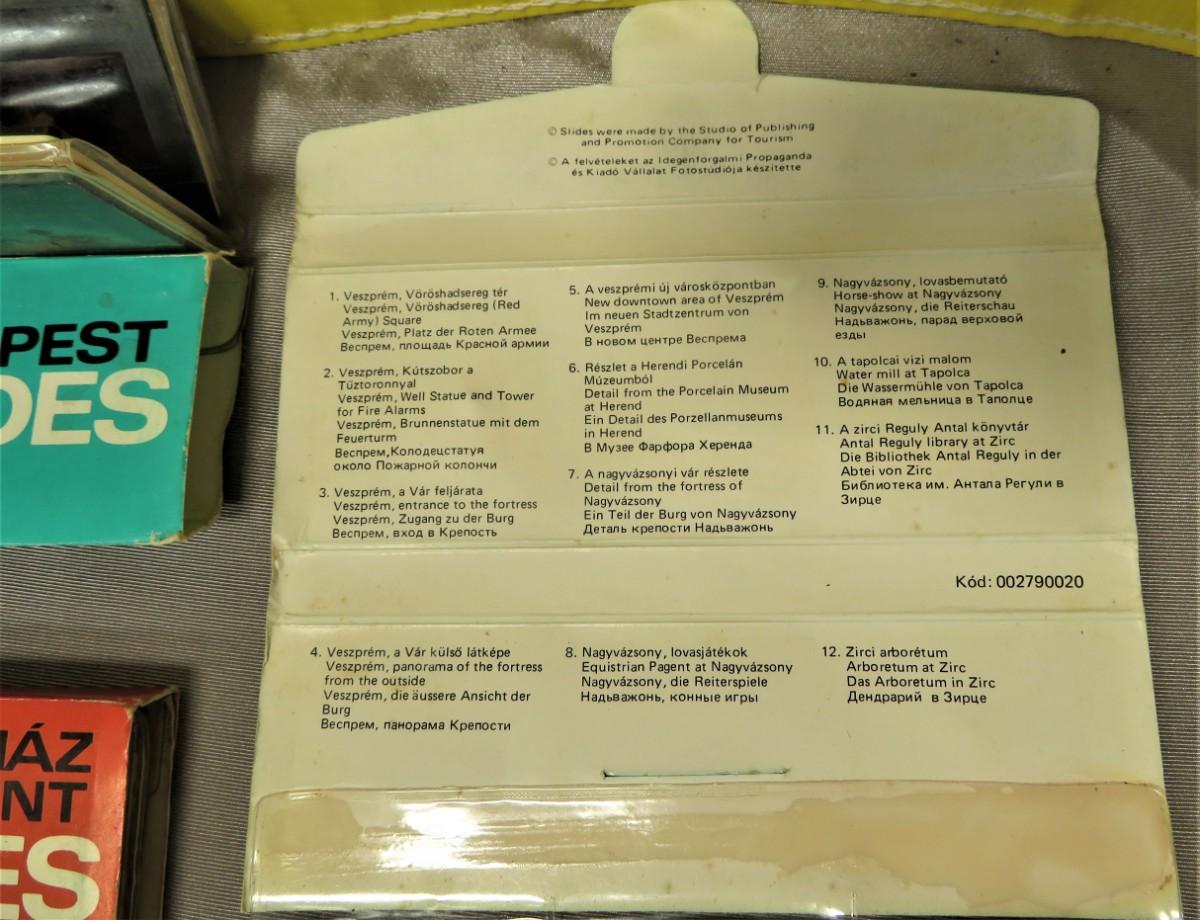 © Slides were made by the Studio of Publishing
and Promotion Company for Tourism
© A felvételeket az Idegenforgalmi Propaganda
és Kiadó Vállalat Fotostúdiója készítette
1. Veszprém, Vöröshadsereg tér
Veszprém, Vöröshadsereg (Red
Army) Square
Veszprém, Platz der Roten Armee
Веспрем, площадь Красной армии
2. Veszprém, Kútszobor a
Tűztoronnyal
Veszprém, Well Statue and Tower
for Fire Alarms
Veszprém, Brunnenstatue mit dem
Feuerturm
Веспрем,Колодецстатуя
около Пожарной колончи
3. Veszprém, a Vár feljárata
Veszprém, entrance to the fortress
Veszprém, Zugang zu der Burg
Веспрем, вход в Крепость
4. Veszprém, a Vár külső látképe
Veszprém, panorama of the fortress
from the outside
Veszprém, die äussere Ansicht der
Burg
Веспрем, панорама Крепости
5. A veszprémi új városközpontban
New downtown area of Veszprém
Im neuen Stadtzentrum von
Veszprém
В новом центре Веспрема
6. Részlet a Herendi Porcelán
Múzeumból
Detail from the Porcelain Museum
at Herend
Ein Detail des Porzellanmuseums
in Herend
В Музее Фарфора Херенда
7. A nagyvázsonyi vár részlete
Detail from the fortress of
Nagyvázsony
Ein Teil der Burg von Nagyvázsony
Деталь крепости Надьважонь
8. Nagyvázsony, lovasjátékok
Equistrian Pagent at Nagyvázsony
Nagyvázsony, die Reiterspiele
Надьважонь, конные игры
9. Nagyvázsony, lovasbemutató
Horse-show at Nagyvázsony
Nagyvázsony, die Reiterschau
Надьважонь, парад верховой
езды
10. A tapolcai vizi malom
Water mill at Tapolca
Die Wassermühle von Tapolca
Водяная мельница в Таполце
11. A zirci Reguly Antal könyvtár
Antal Reguly library at Zirc
Die Bibliothek Antal Reguly in der
Abtei von Zirc
Библиотека им. Антала Регули в
Зирце
Kód: 002790020
12. Zirci arborétum
Arboretum at Zirc
Das Arboretum in Zirc
Дендрарий в Зирце
PEST
DES
ÁZ
NT
ES